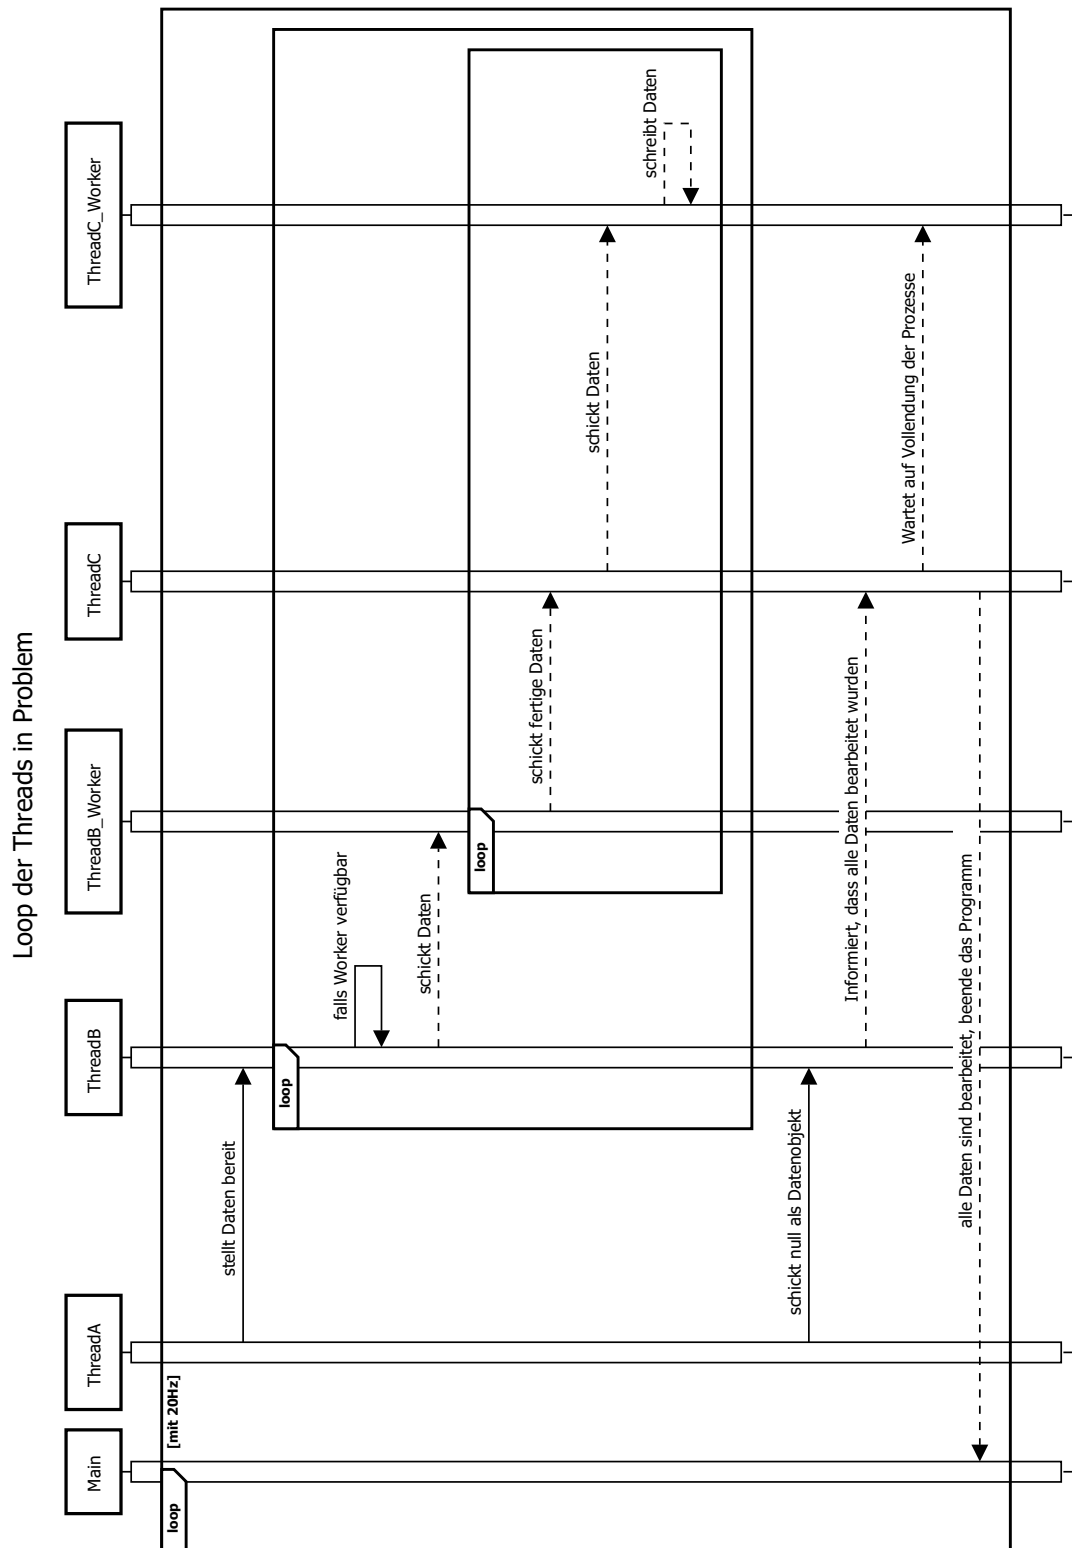 Loop der Threads in Problem
Main
ThreadA
ThreadB
ThreadB_Worker
ThreadC
ThreadC_Worker
loop
[mit 20Hz]
stellt Daten bereit
loop
falls Worker verfügbar
schickt Daten
loop
schickt fertige Daten
schickt Daten
schreibt Daten
schickt null als Datenobjekt
Informiert, dass alle Daten bearbeitet wurden
Wartet auf Vollendung der Prozesse
alle Daten sind bearbeitet, beende das Programm